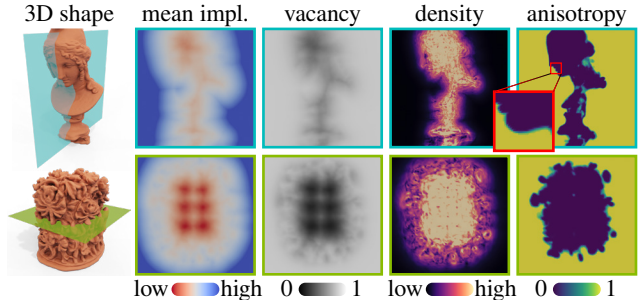 3D shape mean impl. vacancy density anisotropy
low high 0 1 low high 0 1